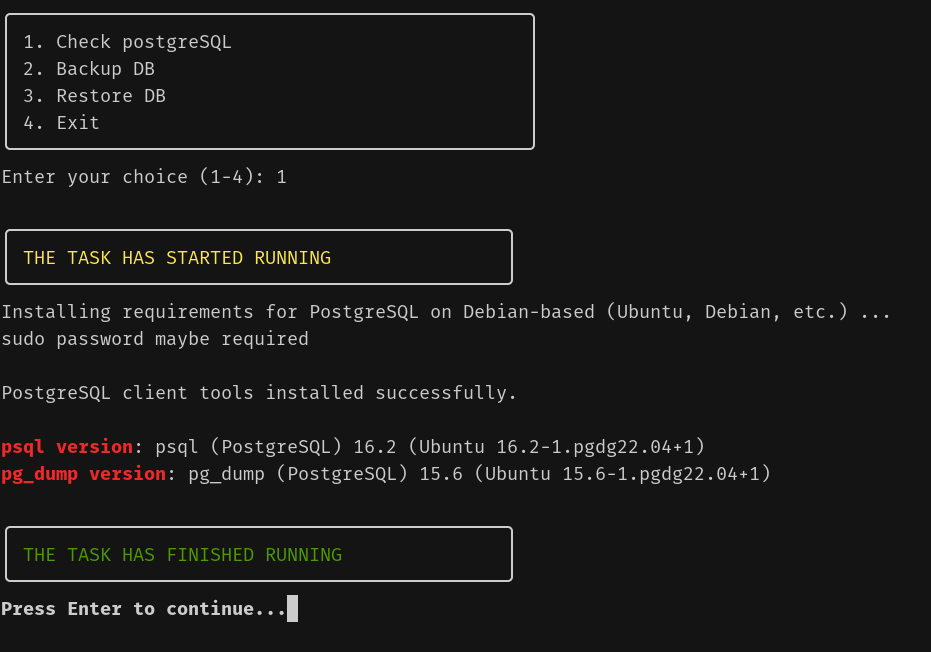 1. Check postgreSQL
2. Backup DB
3. Restore DB
4. Exit
Enter your choice (1-4): 1
THE TASK HAS STARTED RUNNING
Installing requirements for PostgreSQL on Debian-based (Ubuntu, Debian, etc.) ...
sudo password maybe required
PostgreSQL client tools installed successfully.
psql version: psql (PostgreSQL) 16.2 (Ubuntu 16.2-1.pgdg22.04+1)
pg_dump version: pg_dump (PostgreSQL) 15.6 (Ubuntu 15.6-1.pgdg22.04+1)
THE TASK HAS FINISHED RUNNING
Press Enter to continue...